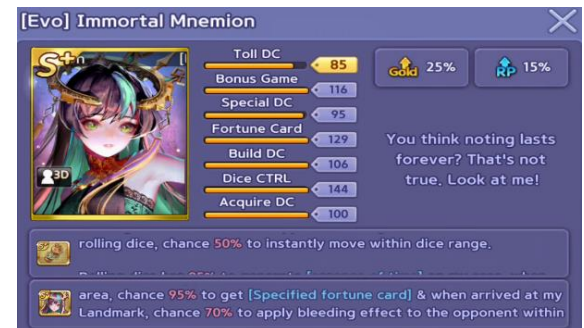 [Evo] Immortal Mnemion
S+
Toll DC
85
Bonus Game
116
Special DC
95
Fortune Card
129
Build DC
106
Dice CTRL
144
Acquire DC
100
3D
Gold 25%
RP 15%
You think noting lasts
forever? That's not
true, Look at me!
rolling dice, chance 50% to instantly move within dice range.
area, chance 95% to get [Specified fortune card] & when arrived at my
Landmark, chance 70% to apply bleeding effect to the opponent within